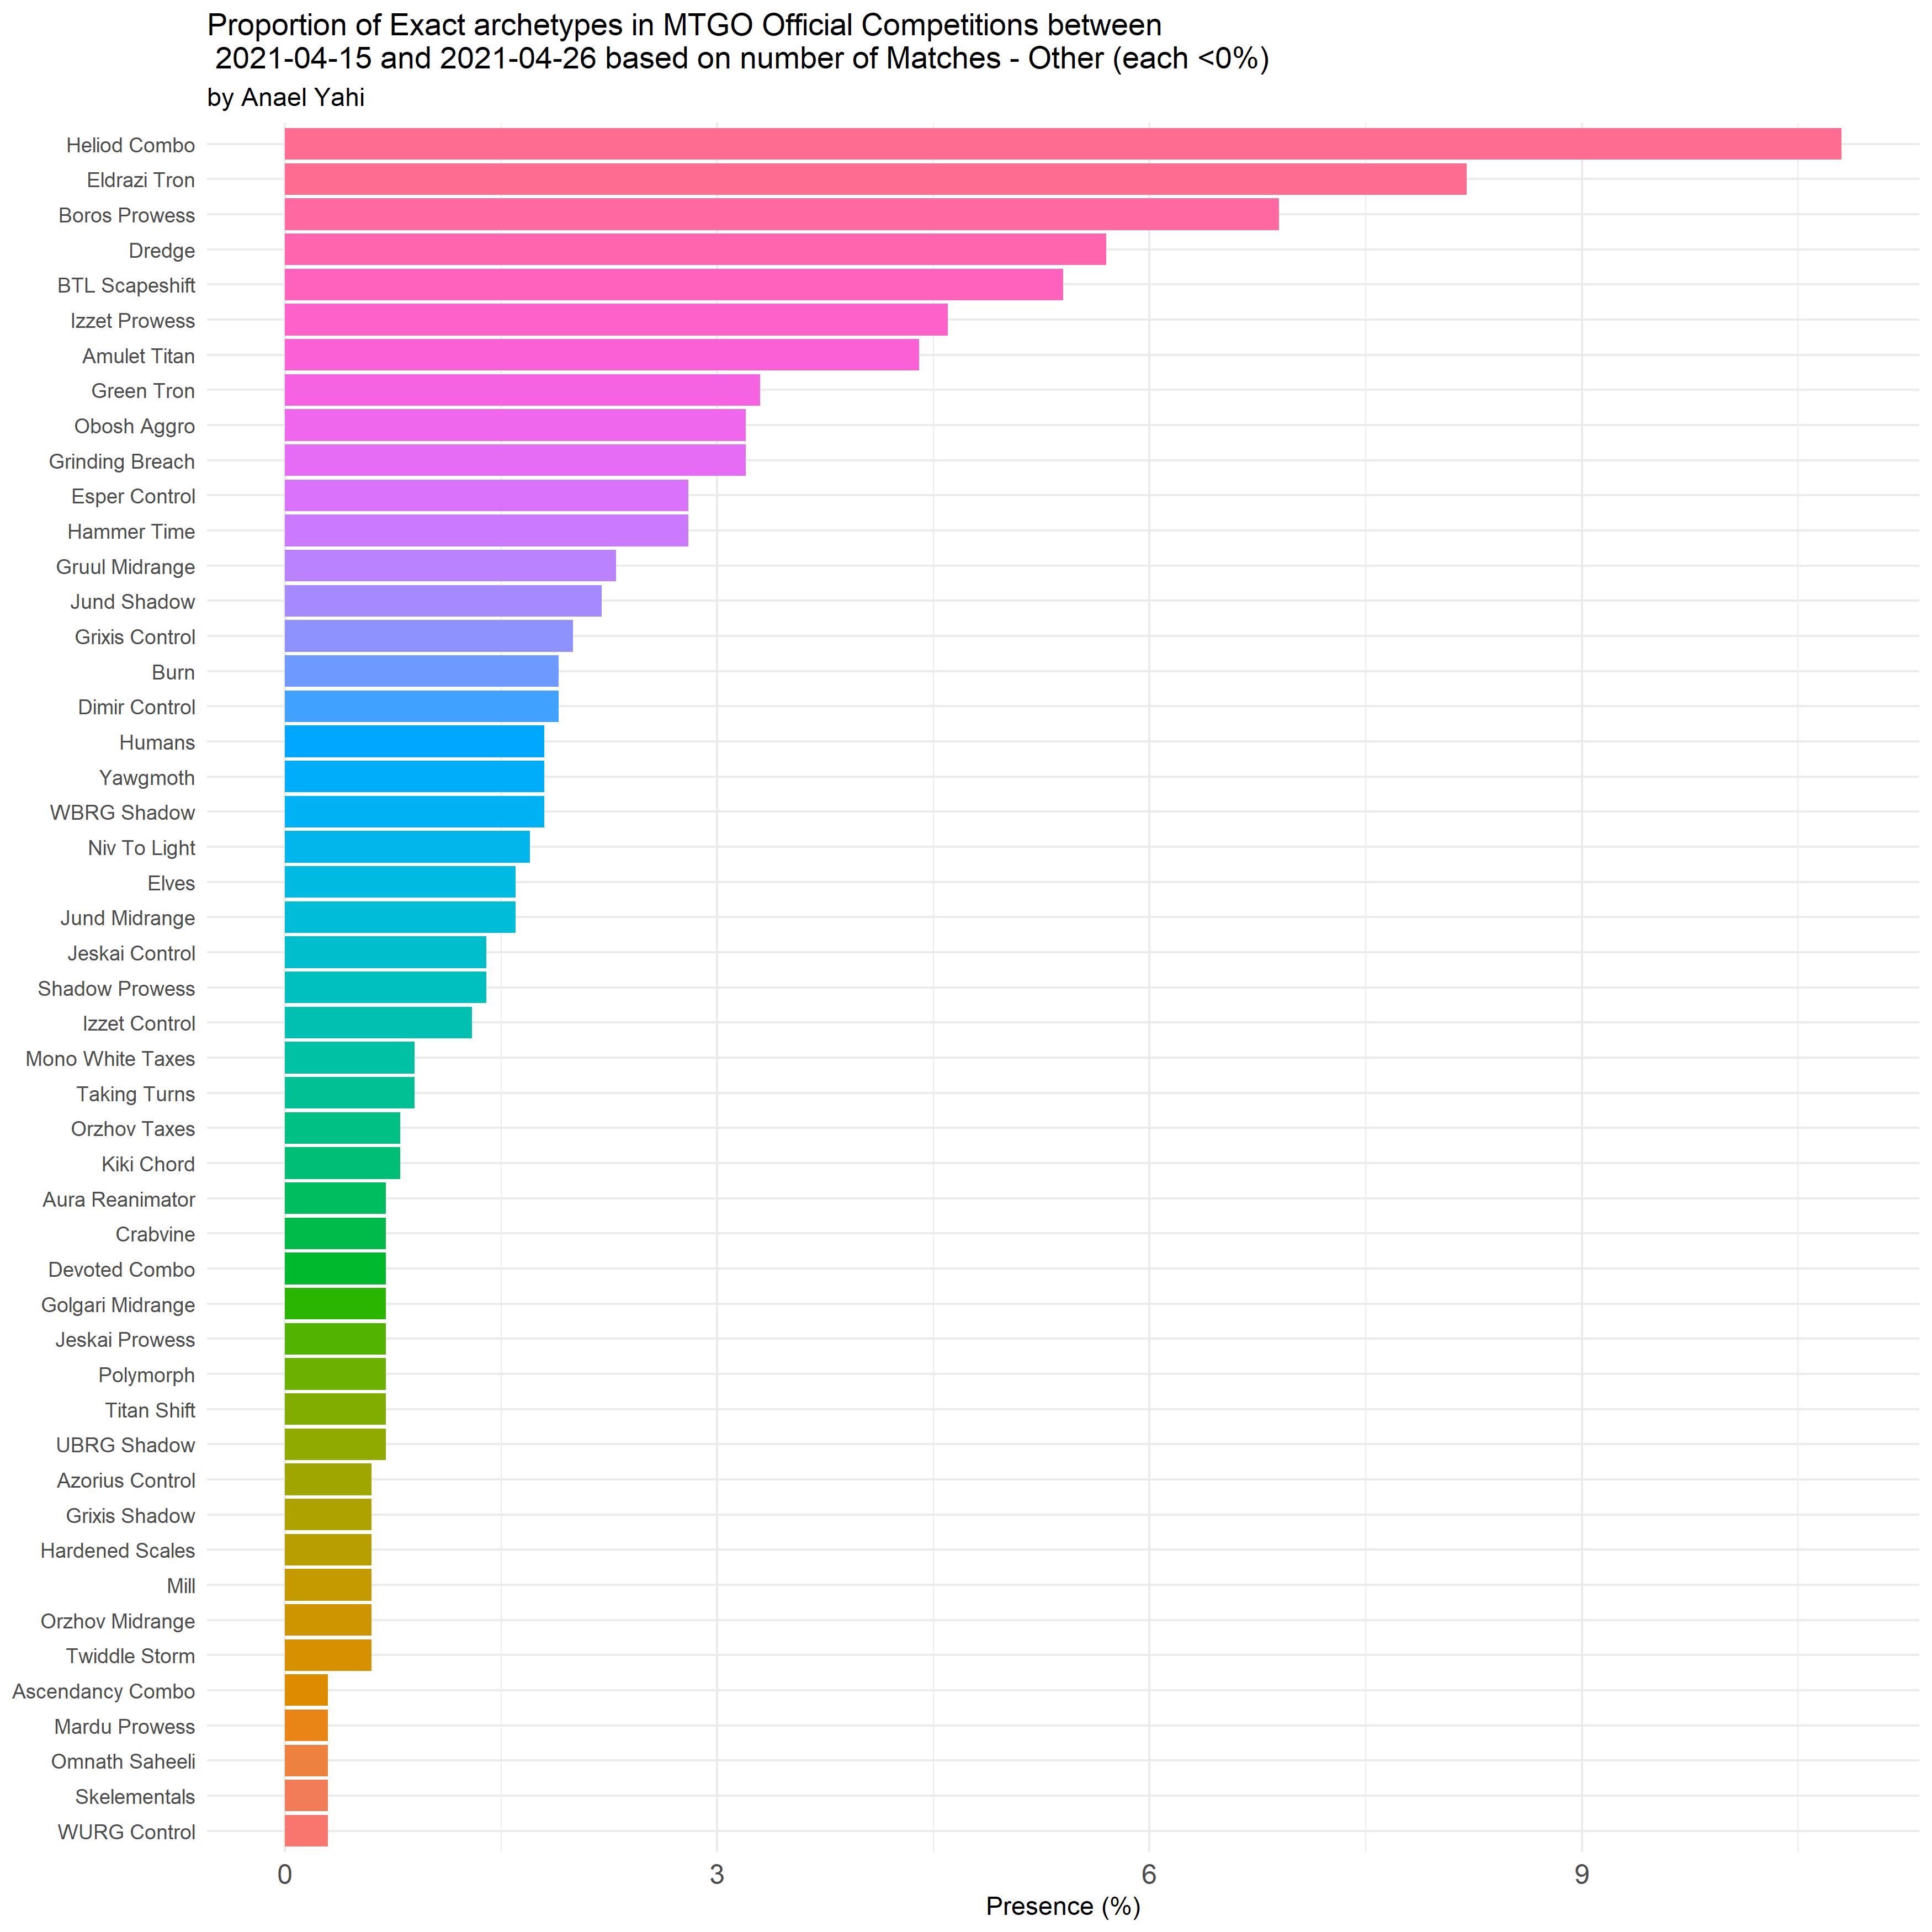 Proportion of Exact archetypes in MTGO Official Competitions between
2021-04-15 and 2021-04-26 based on number of Matches - Other (each <0%)
by Anael Yahi
Heliod Combo
Eldrazi Tron
Boros Prowess
Dredge
BTL Scapeshift
Izzet Prowess
Amulet Titan
Green Tron
Obosh Aggro
Grinding Breach
Esper Control
Hammer Time
Gruul Midrange
Jund Shadow
Grixis Control
Burn
Dimir Control
Humans
Yawgmoth
WBRG Shadow
Niv To Light
Elves
Jund Midrange
Jeskai Control
Shadow Prowess
Izzet Control
Mono White Taxes
Taking Turns
Orzhov Taxes
Kiki Chord
Aura Reanimator
Crabvine
Devoted Combo
Golgari Midrange
Jeskai Prowess
Polymorph
Titan Shift
UBRG Shadow
Azorius Control
Grixis Shadow
Hardened Scales
Mill
Orzhov Midrange
Twiddle Storm
Ascendancy Combo
Mardu Prowess
Omnath Saheeli
Skelementals
WURG Control
0 3 6 9
Presence (%)